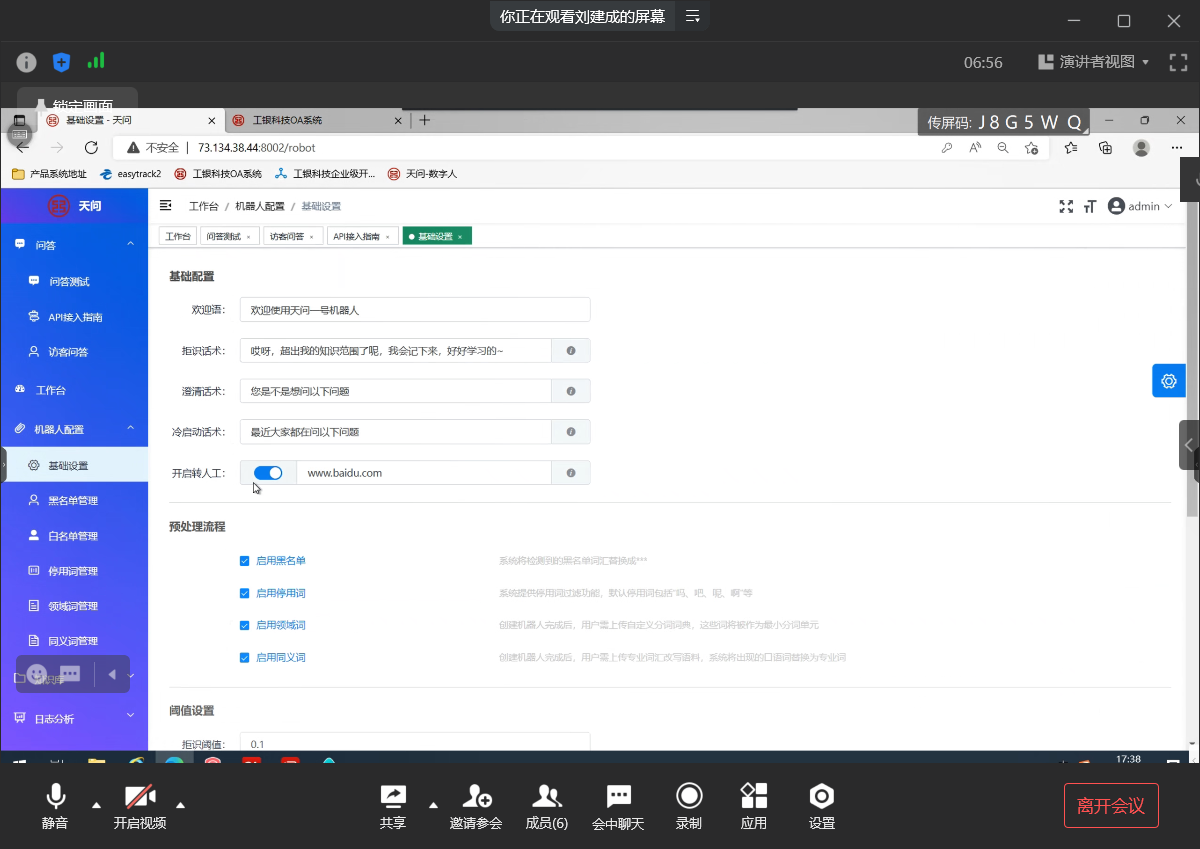 你正在观看刘建成的屏幕
06:56
演讲者视图
锁定画面
基础设置 - 天问
工银科技OA系统
传屏码: J 8 G 5 W Q
不安全
73.134.38.44:8002/robot
产品系统地址
easytrack2
工银科技OA系统
工银科技企业级开...
天问-数字人
天问
工作台 / 机器人配置 / 基础设置
admin
工作台
问答测试 ×
访客问答 ×
API接入指南 ×
基础设置 ×
问答
问答测试
API接入指南
访客问答
工作台
机器人配置
基础设置
黑名单管理
白名单管理
停用词管理
领域词管理
同义词管理
日志分析
基础配置
欢迎语:
欢迎使用天问一号机器人
拒识话术:
哎呀，超出我的知识范围了呢，我会记下来，好好学习的~
澄清话术:
您是不是想问以下问题
冷启动话术:
最近大家都在问以下问题
开启转人工:
www.baidu.com
预处理流程
启用黑名单
系统将检测到的黑名单词汇替换成***
启用停用词
系统提供停用词过滤功能，默认停用词包括“吗、吧、呢、啊”等
启用领域词
创建机器人完成后，用户需上传自定义分词词典，这些词将被作为最小分词单元
启用同义词
创建机器人完成后，用户需上传专业词汇改写语料，系统将出现的口语词替换为专业词
阈值设置
拒识阈值:
0.1
17:38
静音
开启视频
共享
邀请参会
成员(6)
会中聊天
录制
应用
设置
离开会议